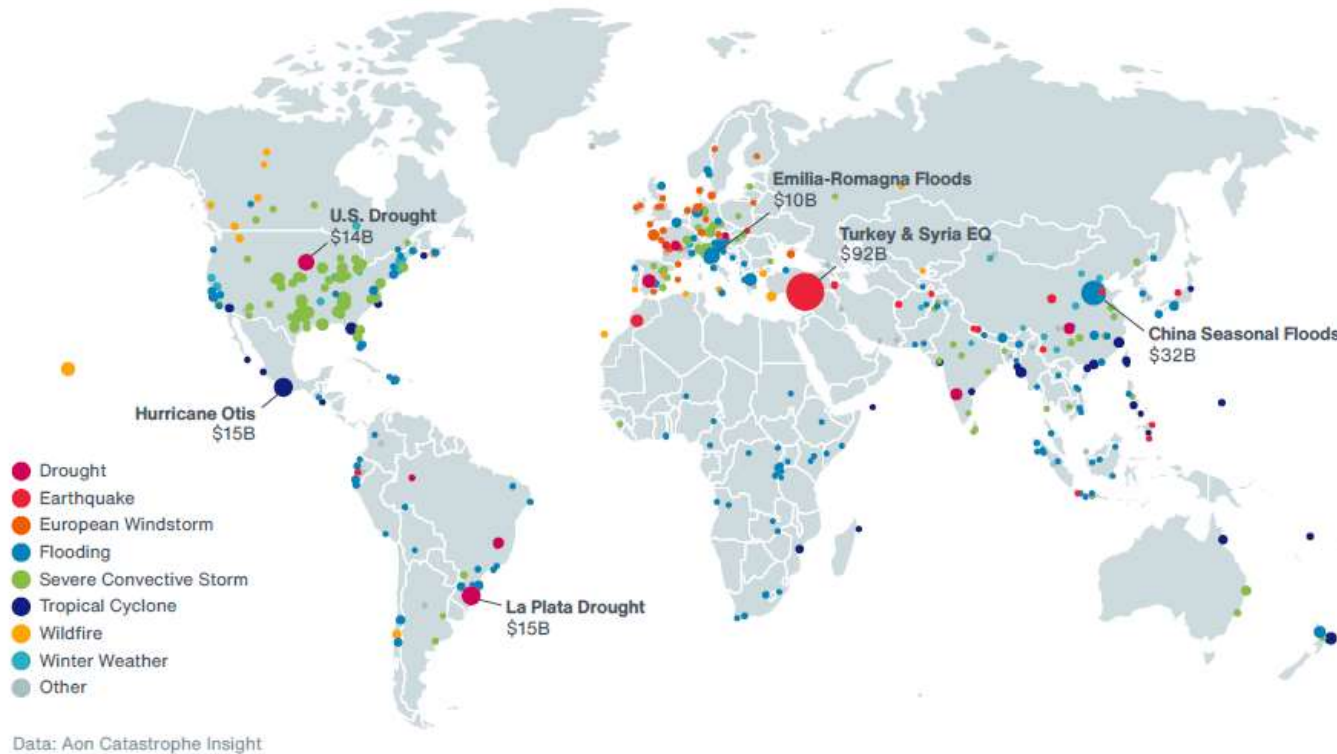 Emilia-Romagna Floods
$10B
U.S. Drought
$14B
Turkey & Syria EQ
$92B
China Seasonal Floods
$32B
Hurricane Otis
$15B
Drought
Earthquake
European Windstorm
Flooding
Severe Convective Storm
Tropical Cyclone
Wildfire
Winter Weather
Other
La Plata Drought
$15B
Data: Aon Catastrophe Insight